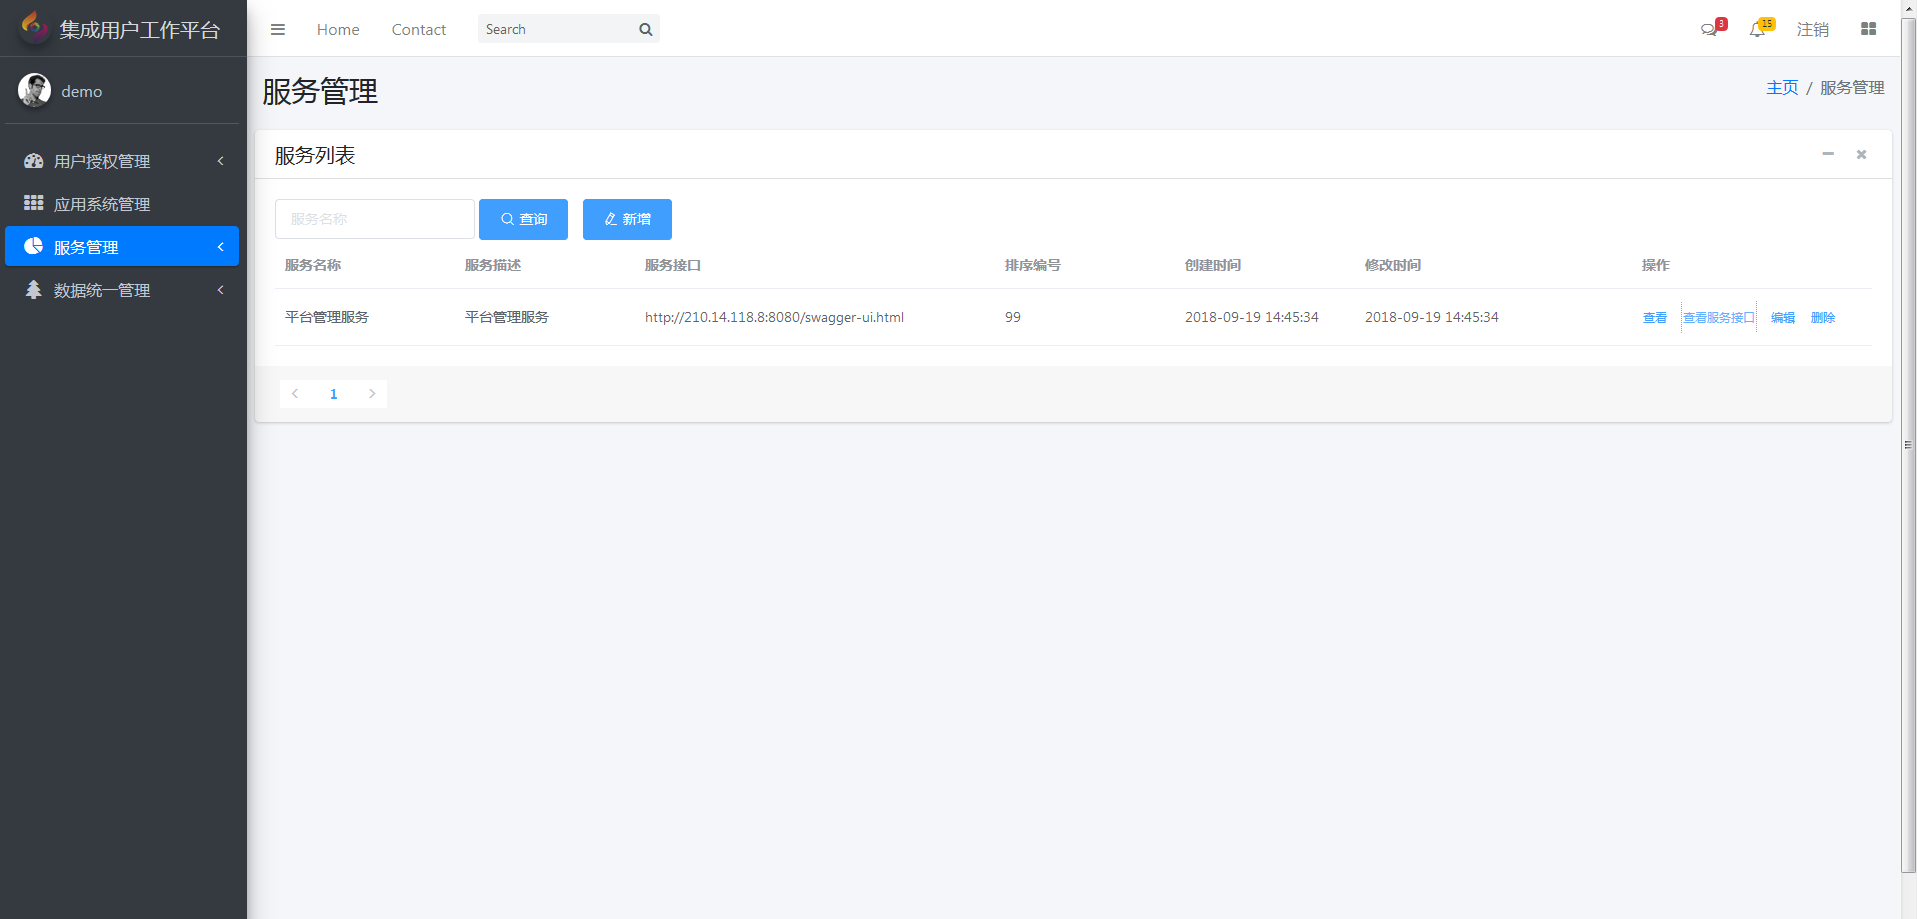 集成用户工作平台
Home Contact Search 3 15 注销
demo
服务管理
主页 / 服务管理
用户授权管理
应用系统管理
服务管理
数据统一管理
服务列表
服务名称 查询 新增
服务名称 服务描述 服务接口 排序编号 创建时间 修改时间 操作
平台管理服务 平台管理服务 http://210.14.118.8:8080/swagger-ui.html 99 2018-09-19 14:45:34 2018-09-19 14:45:34 查看 查看服务接口 编辑 删除
1